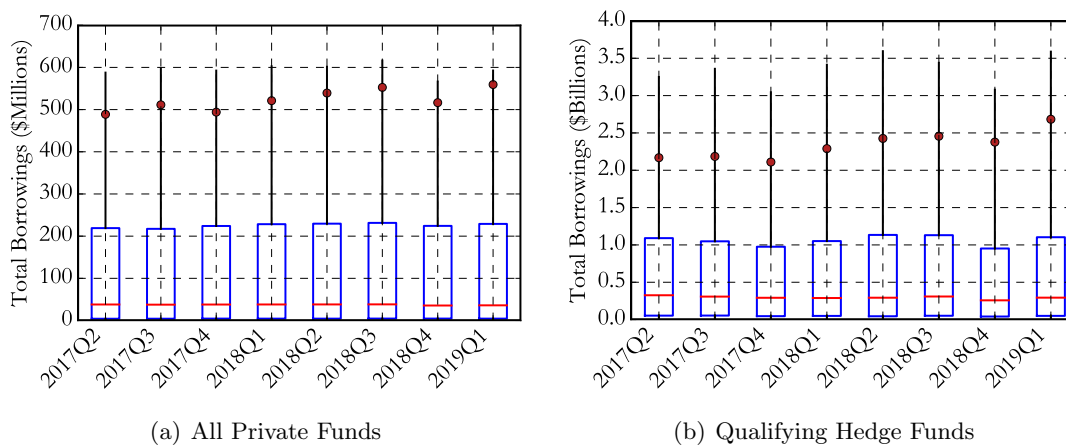 Total Borrowings ($Millions)
700
600
500
400
300
200
100
0
2017Q2
2017Q3
2017Q4
2018Q1
2018Q2
2018Q3
2018Q4
2019Q1
(a) All Private Funds
Total Borrowings ($Billions)
4.0
3.5
3.0
2.5
2.0
1.5
1.0
0.5
0.0
2017Q2
2017Q3
2017Q4
2018Q1
2018Q2
2018Q3
2018Q4
2019Q1
(b) Qualifying Hedge Funds